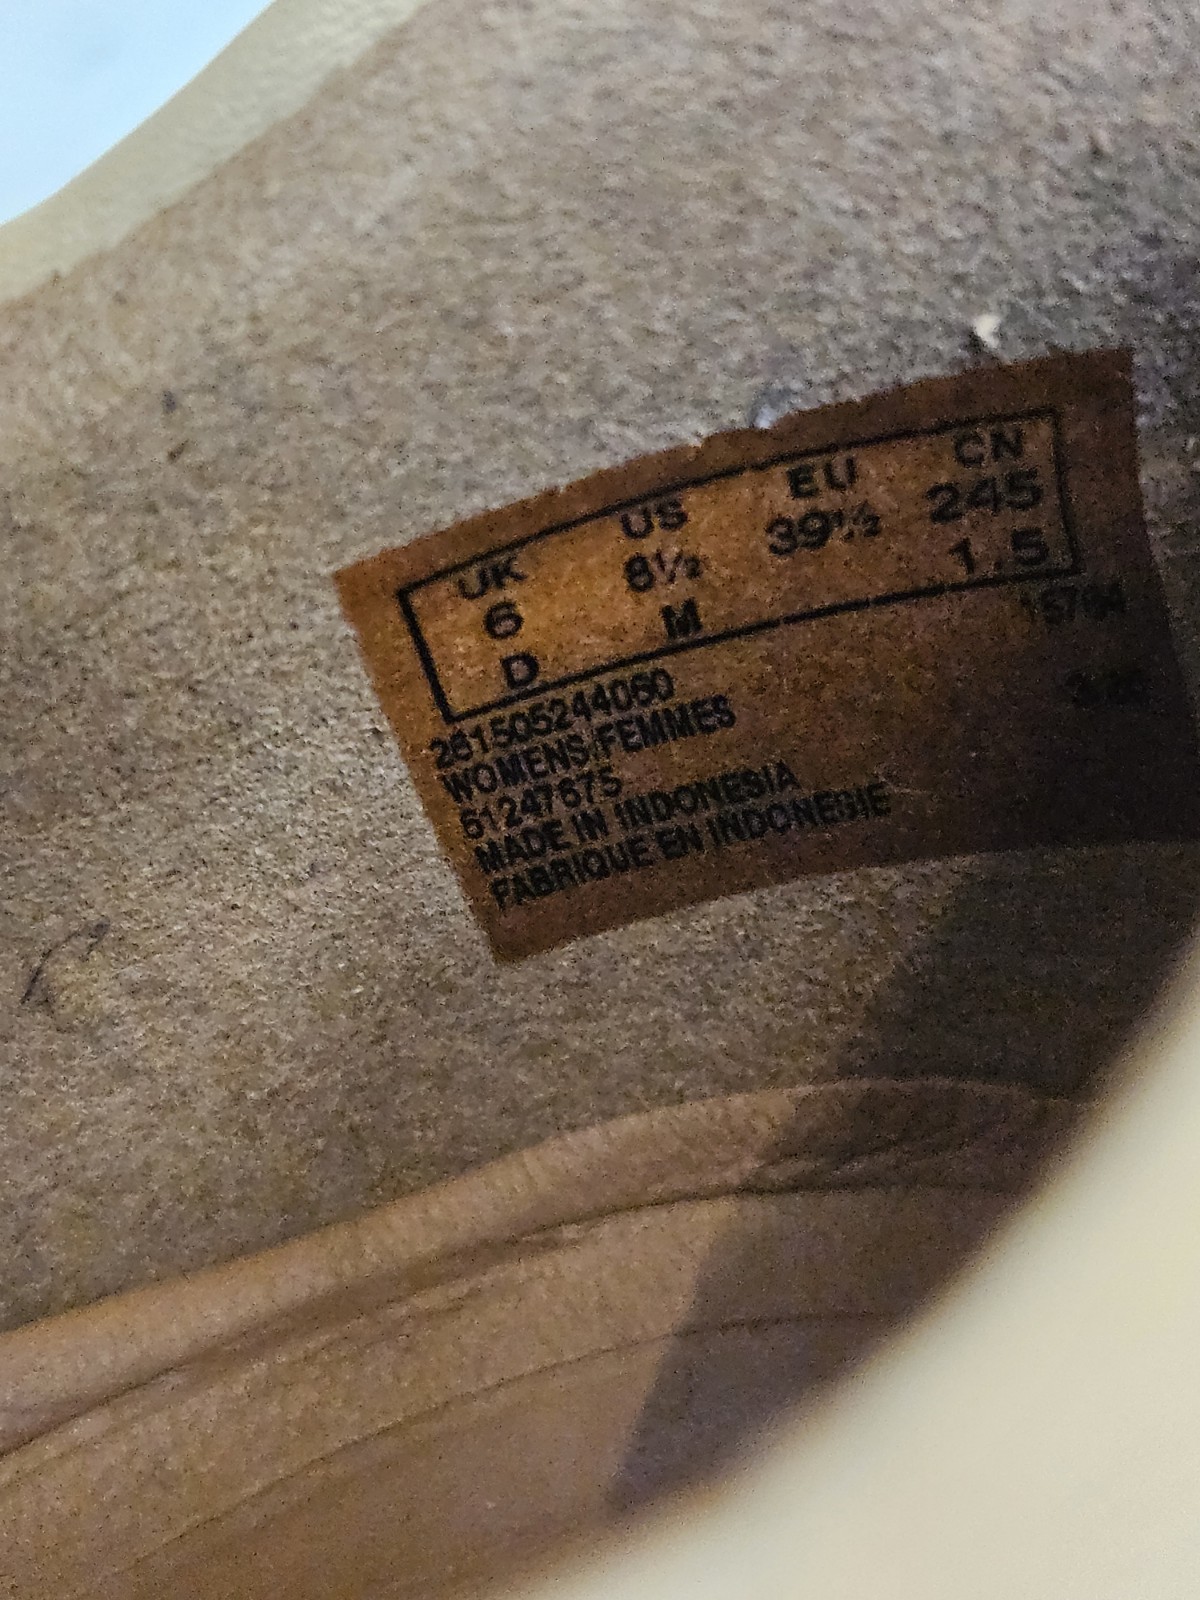 UK US EU CN
6 8½ 39½ 245
D M 1.5
261505244060
WOMENS/FEMMES
61247675
MADE IN INDONESIA
FABRIQUE EN INDONESIE